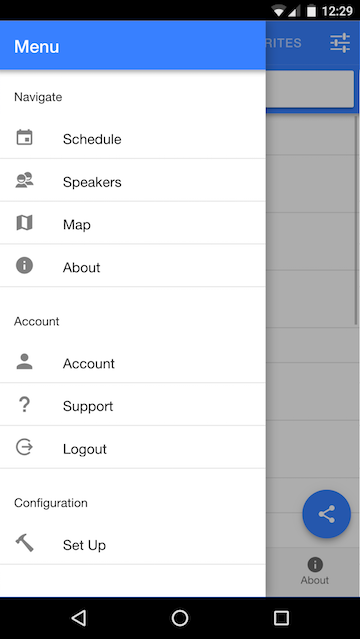 12:29
Menu
RITES
Navigate
Schedule
Speakers
Map
About
Account
Account
Support
Logout
Configuration
Set Up
About